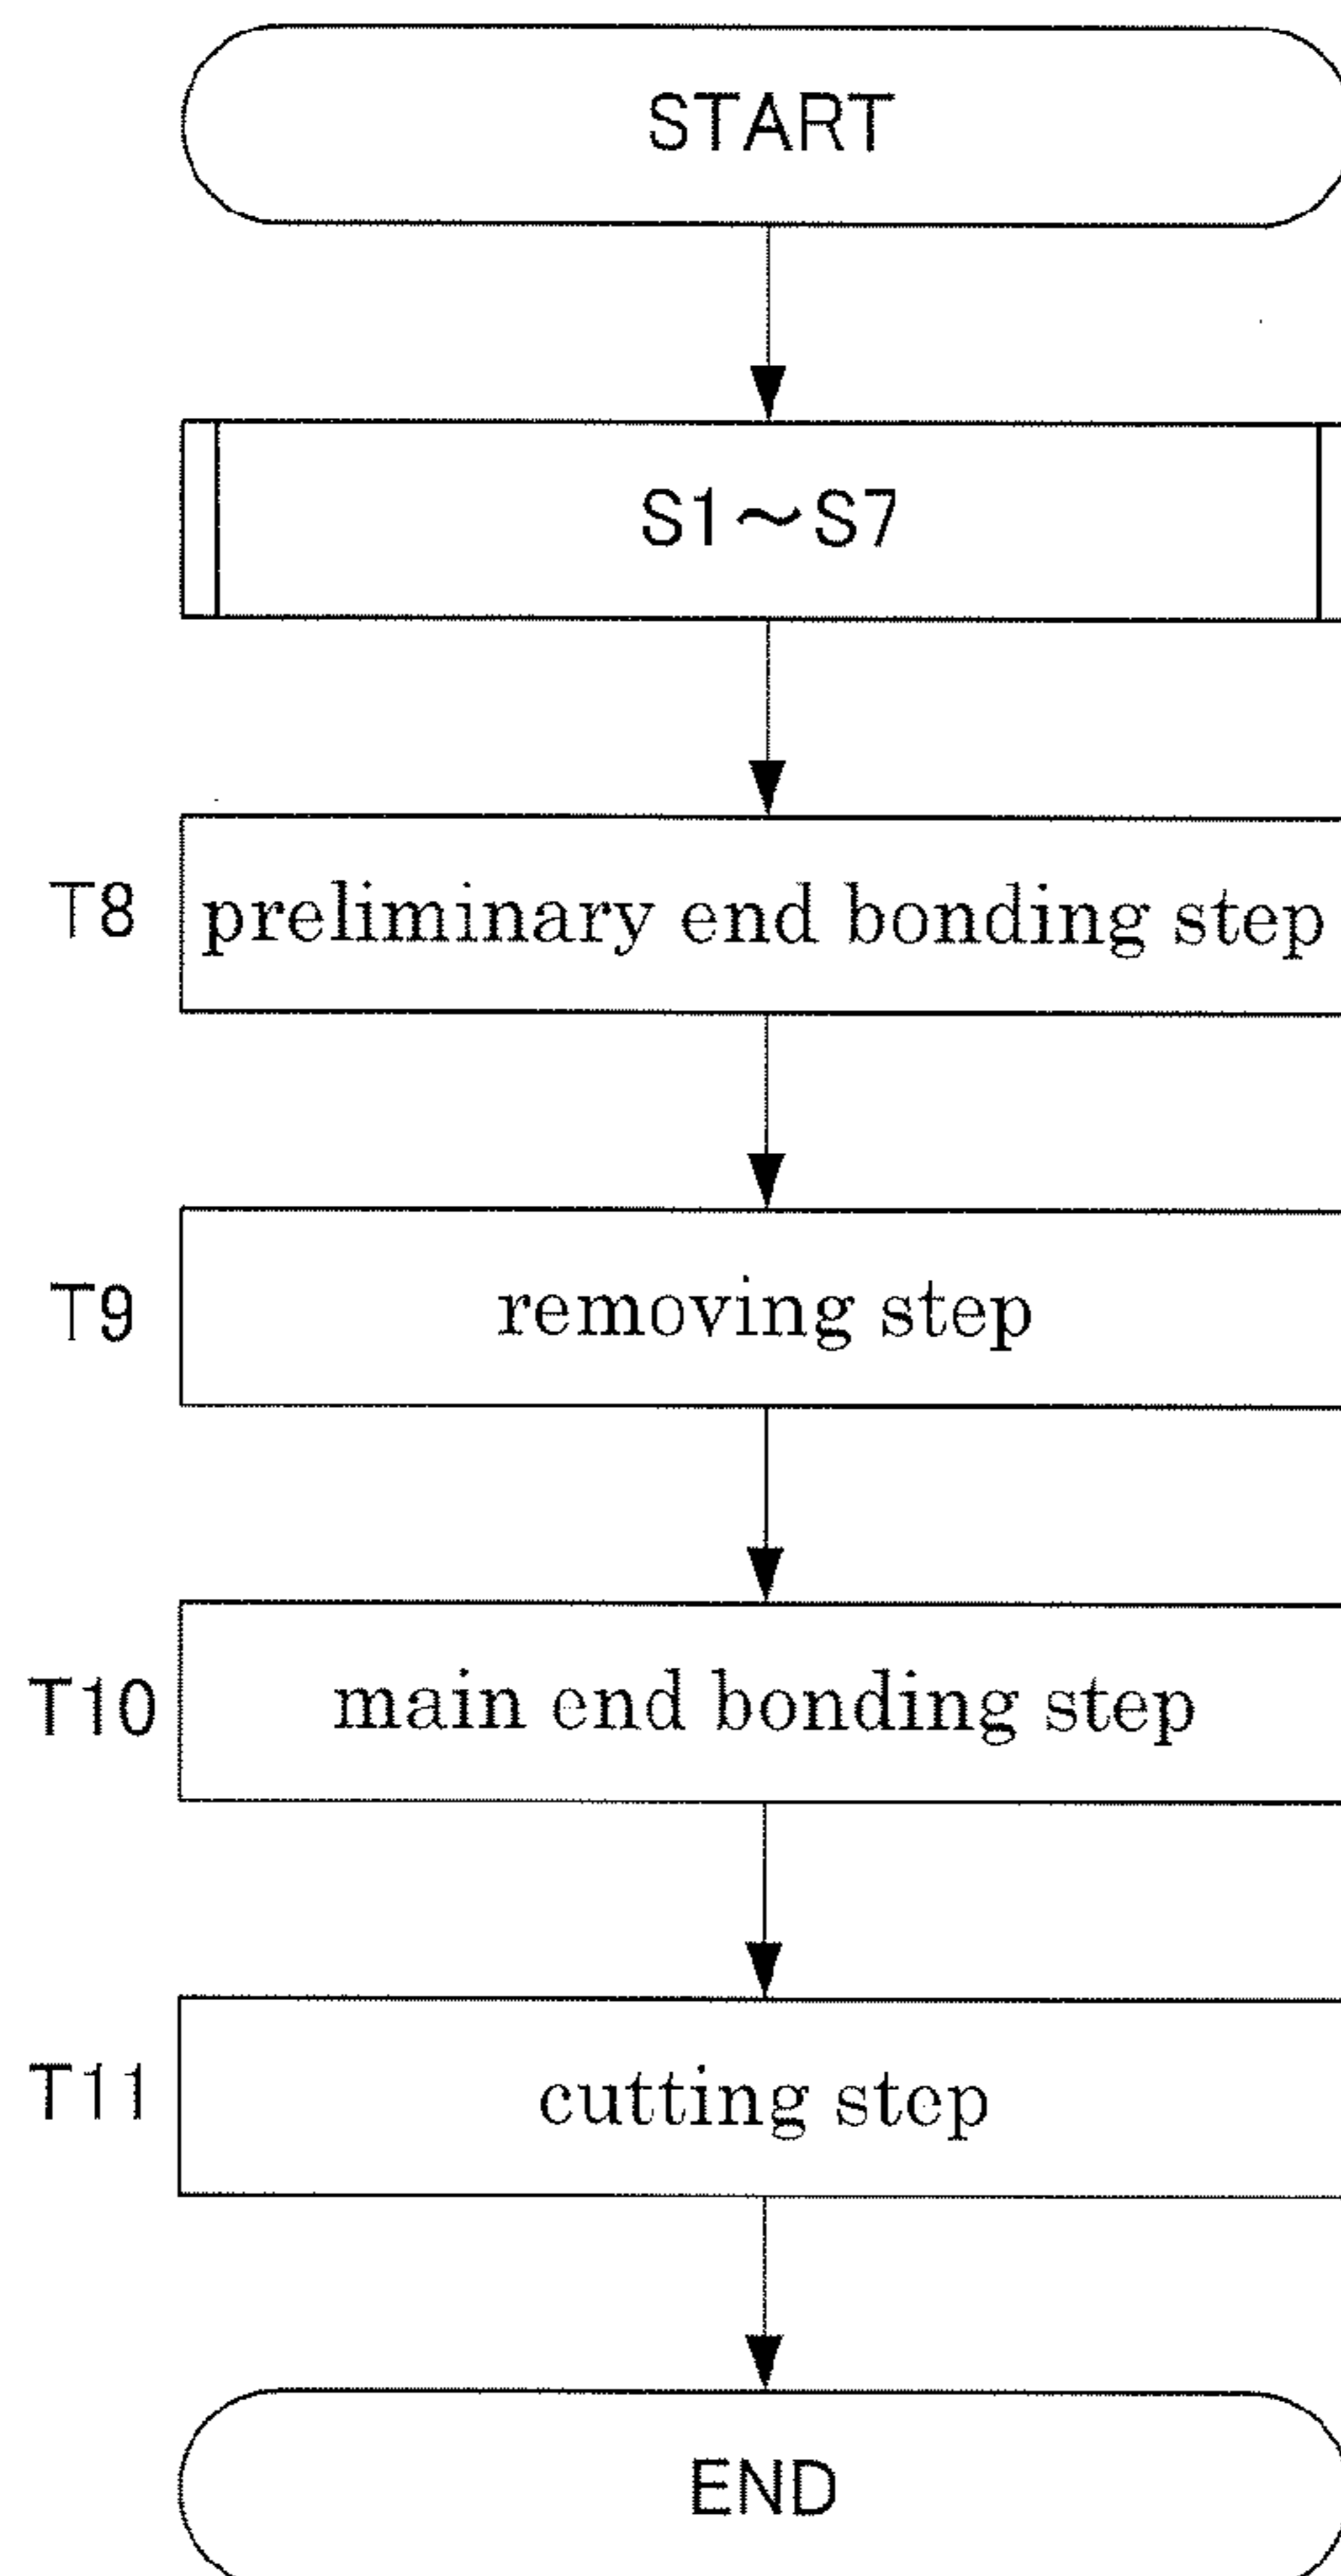 START
S1～S7
T8 preliminary end bonding step
T9 removing step
T10 main end bonding step
T11 cutting step
END